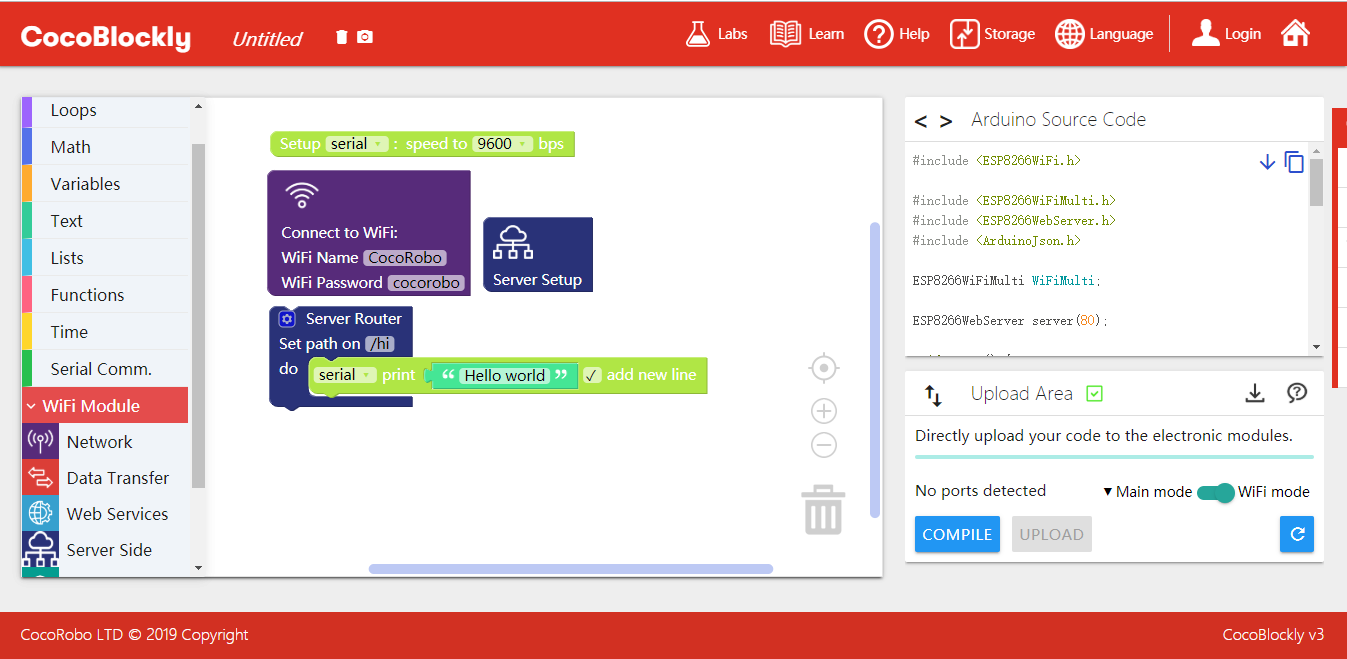 CocoBlockly
Untitled
Labs
Learn
Help
Storage
Language
Login
Loops
Math
Variables
Text
Lists
Functions
Time
Serial Comm.
WiFi Module
Network
Data Transfer
Web Services
Server Side
Setup serial : speed to 9600 bps
Connect to WiFi:
WiFi Name CocoRobo
WiFi Password cocorobo
Server Setup
Server Router
Set path on /hi
do serial print “ Hello world ” ✓ add new line
< > Arduino Source Code
#include <ESP8266WiFi.h>
#include <ESP8266WiFiMulti.h>
#include <ESP8266WebServer.h>
#include <ArduinoJson.h>
ESP8266WiFiMulti WiFiMulti;
ESP8266WebServer server(80);
Upload Area
Directly upload your code to the electronic modules.
No ports detected
Main mode
WiFi mode
COMPILE
UPLOAD
CocoRobo LTD © 2019 Copyright
CocoBlockly v3